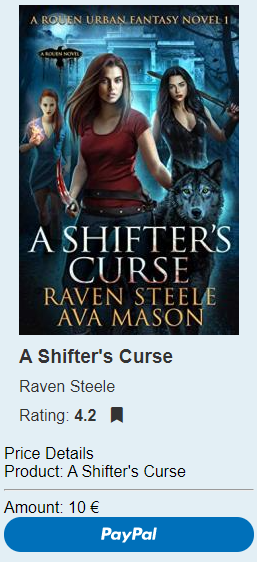 A ROUEN URBAN FANTASY NOVEL 1
A ROUEN NOVEL
A SHIFTER'S
CURSE
RAVEN STEELE
AVA MASON
A Shifter's Curse
Raven Steele
Rating: 4.2
Price Details
Product: A Shifter's Curse
Amount: 10 €
PayPal